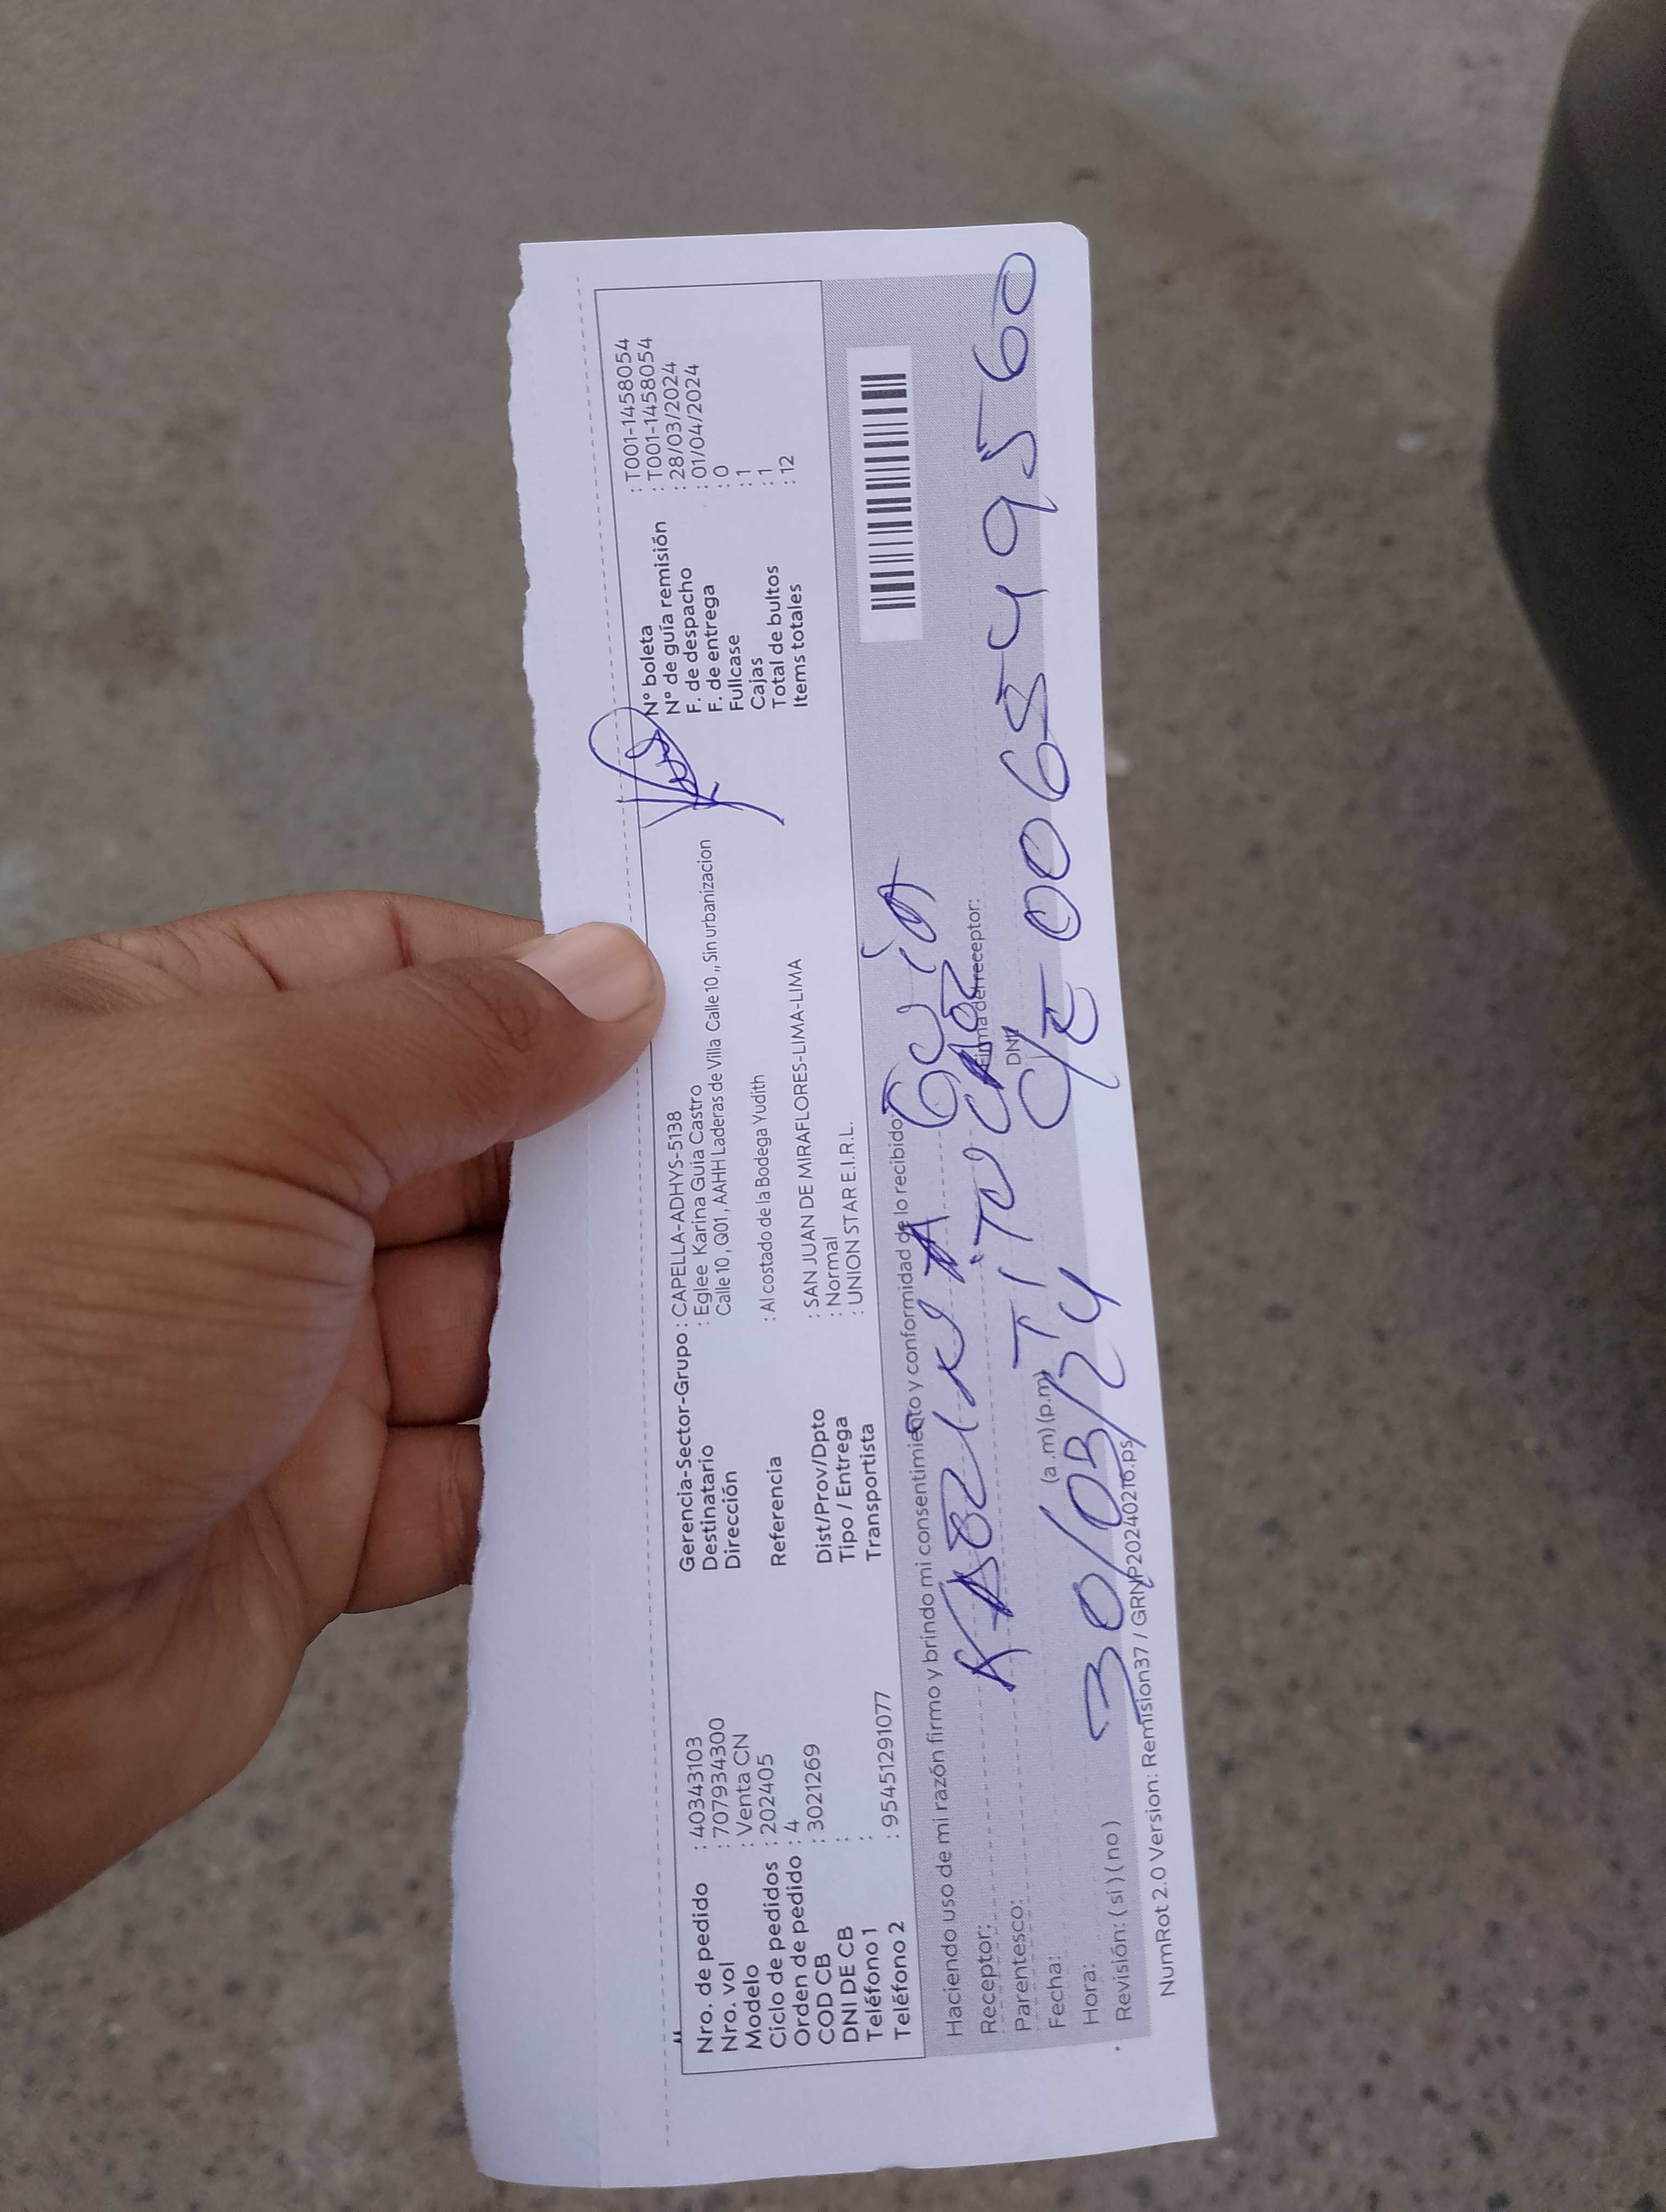 Nro. de pedido : 40343103
Nro. vol : 707934300
Modelo : Venta CN
Ciclo de pedidos : 202405
Orden de pedido : 4
COD CB : 3021269
DNI DE CB :
Teléfono 1 :
Teléfono 2 : 95451291077
Gerencia-Sector-Grupo : CAPELLA-ADHYS-5138
Destinatario : Eglee Karina Guia Castro
Dirección Calle 10 , Q01 , AAHH Laderas de Villa Calle 10 ,, Sin urbanizacion
Referencia : Al costado de la Bodega Yudith
Dist/Prov/Dpto : SAN JUAN DE MIRAFLORES-LIMA-LIMA
Tipo / Entrega : Normal
Transportista : UNION STAR E.I.R.L.
N° boleta : T001-1458054
N° de guía remisión : T001-1458054
F. de despacho : 28/03/2024
F. de entrega : 01/04/2024
Fullcase : 0
Cajas : 1
Total de bultos : 1
Items totales : 12
Haciendo uso de mi razón firmo y brindo mi consentimiento y conformidad de lo recibido
Receptor: Guia
Parentesco: TiTuCAR
Firma del receptor:
Fecha: 30/03/24
DNI C/E 006849560
Hora: (a .m) (p.m)
Revisión: ( si ) ( no )
NumRot 2.0 Version: Remision37 / GRNP20240216.ps